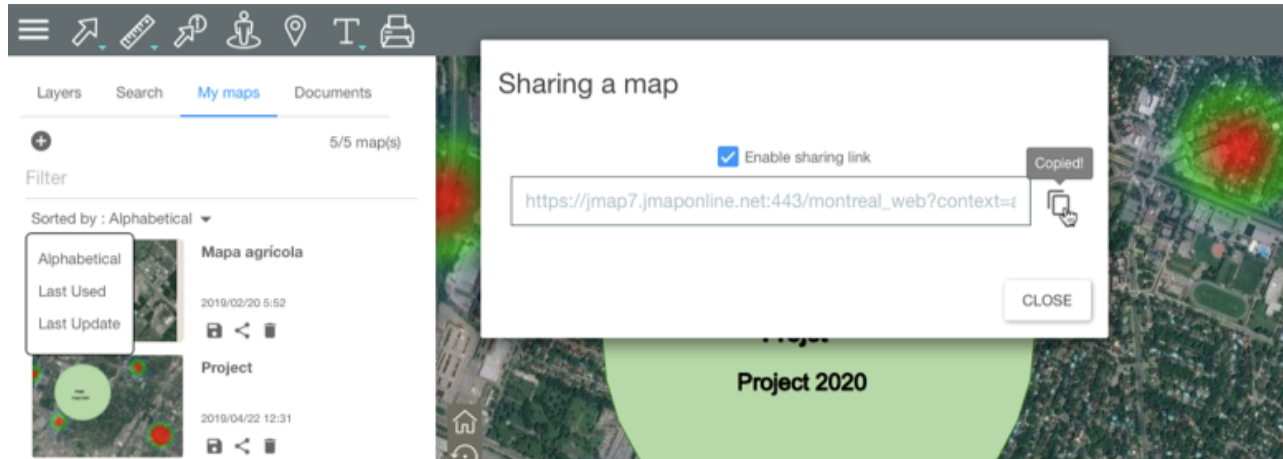 Layers Search My maps Documents
5/5 map(s)
Filter
Sorted by : Alphabetical
Alphabetical
Last Used
Last Update
Mapa agrícola
2019/02/20 5:52
Project
2019/04/22 12:31
Sharing a map
Enable sharing link
Copied!
https://jmap7.jmaponline.net:443/montreal_web?context=
CLOSE
Project 2020